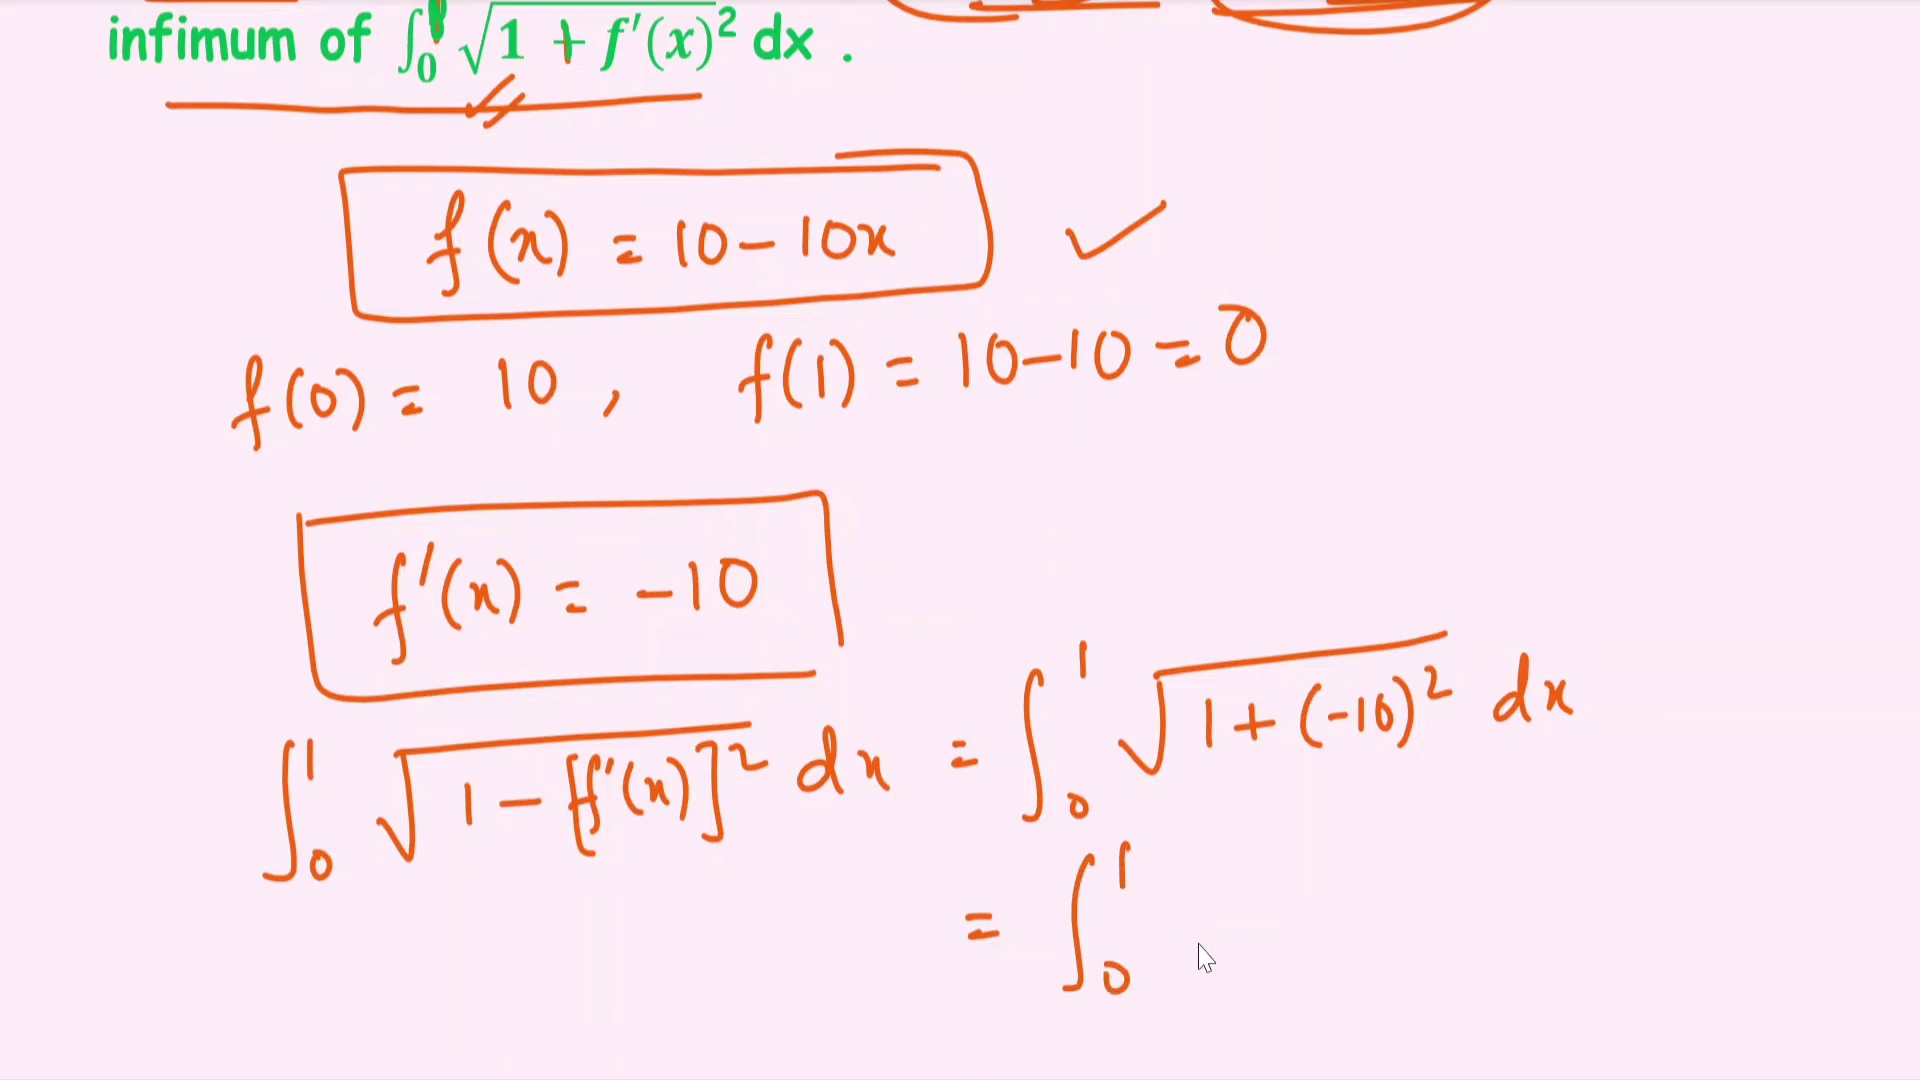 infimum of ∫₀¹ √1 + f′(x)² dx .
f(x) = 10 - 10x
f(0) = 10 , f(1) = 10 - 10 = 0
f'(x) = -10
∫₀¹ √1 - [f'(x)]² dx = ∫₀¹ √1 + (-10)² dx
= ∫₀¹